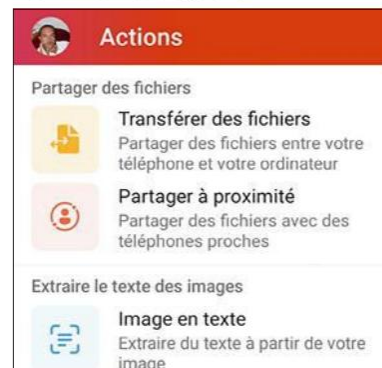 Actions
Partager des fichiers
Transférer des fichiers
Partager des fichiers entre votre
téléphone et votre ordinateur
Partager à proximité
Partager des fichiers avec des
téléphones proches
Extraire le texte des images
Image en texte
Extraire du texte à partir de votre
image